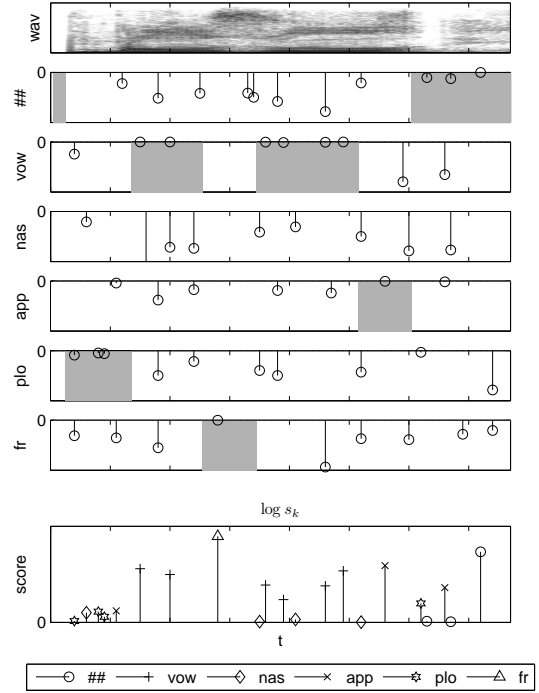 wav
0
##
0
vow
0
nas
0
app
0
plo
0
fr
log s_k
score
0
t
## vow nas app plo fr